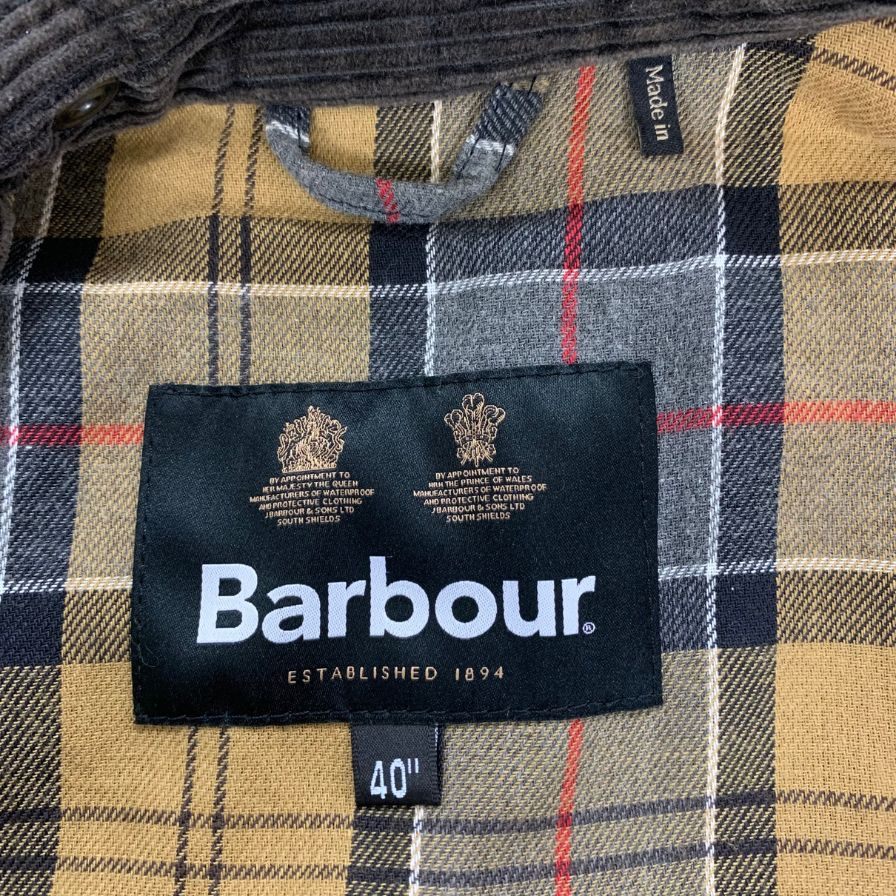 Made in
BY APPOINTMENT TO
HER MAJESTY THE QUEEN
MANUFACTURERS OF WATERPROOF
AND PROTECTIVE CLOTHING
J BARBOUR & SONS LTD
SOUTH SHIELDS
BY APPOINTMENT TO
HRH THE PRINCE OF WALES
MANUFACTURERS OF WATERPROOF
AND PROTECTIVE CLOTHING
J BARBOUR & SONS LTD
SOUTH SHIELDS
Barbour®
ESTABLISHED 1894
40"